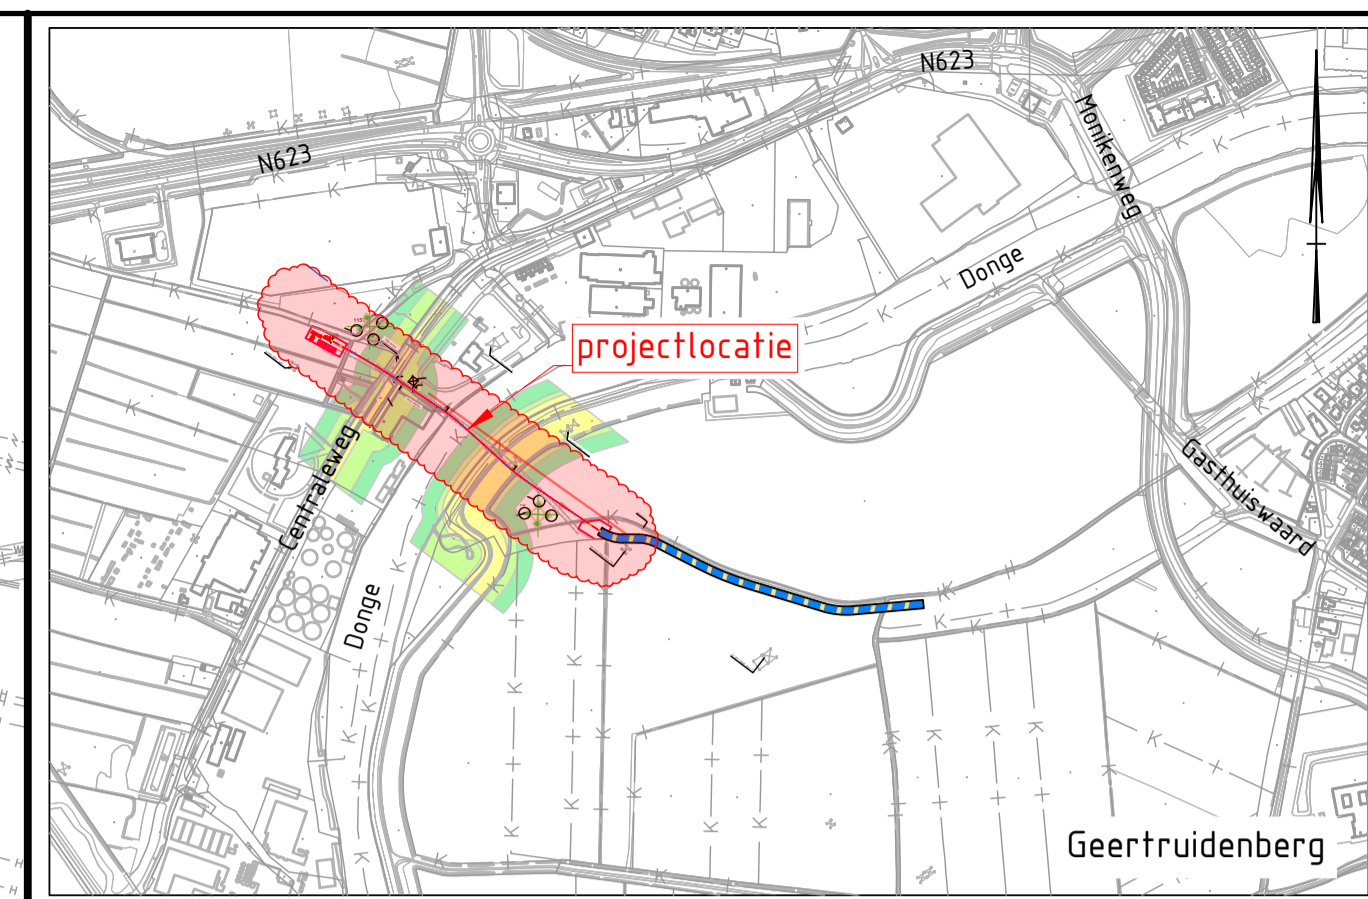 N623
N623
Monikenweg
Donge
projectlocatie
Centraleweg
Gasthuiswaard
Donge
Geertruidenberg